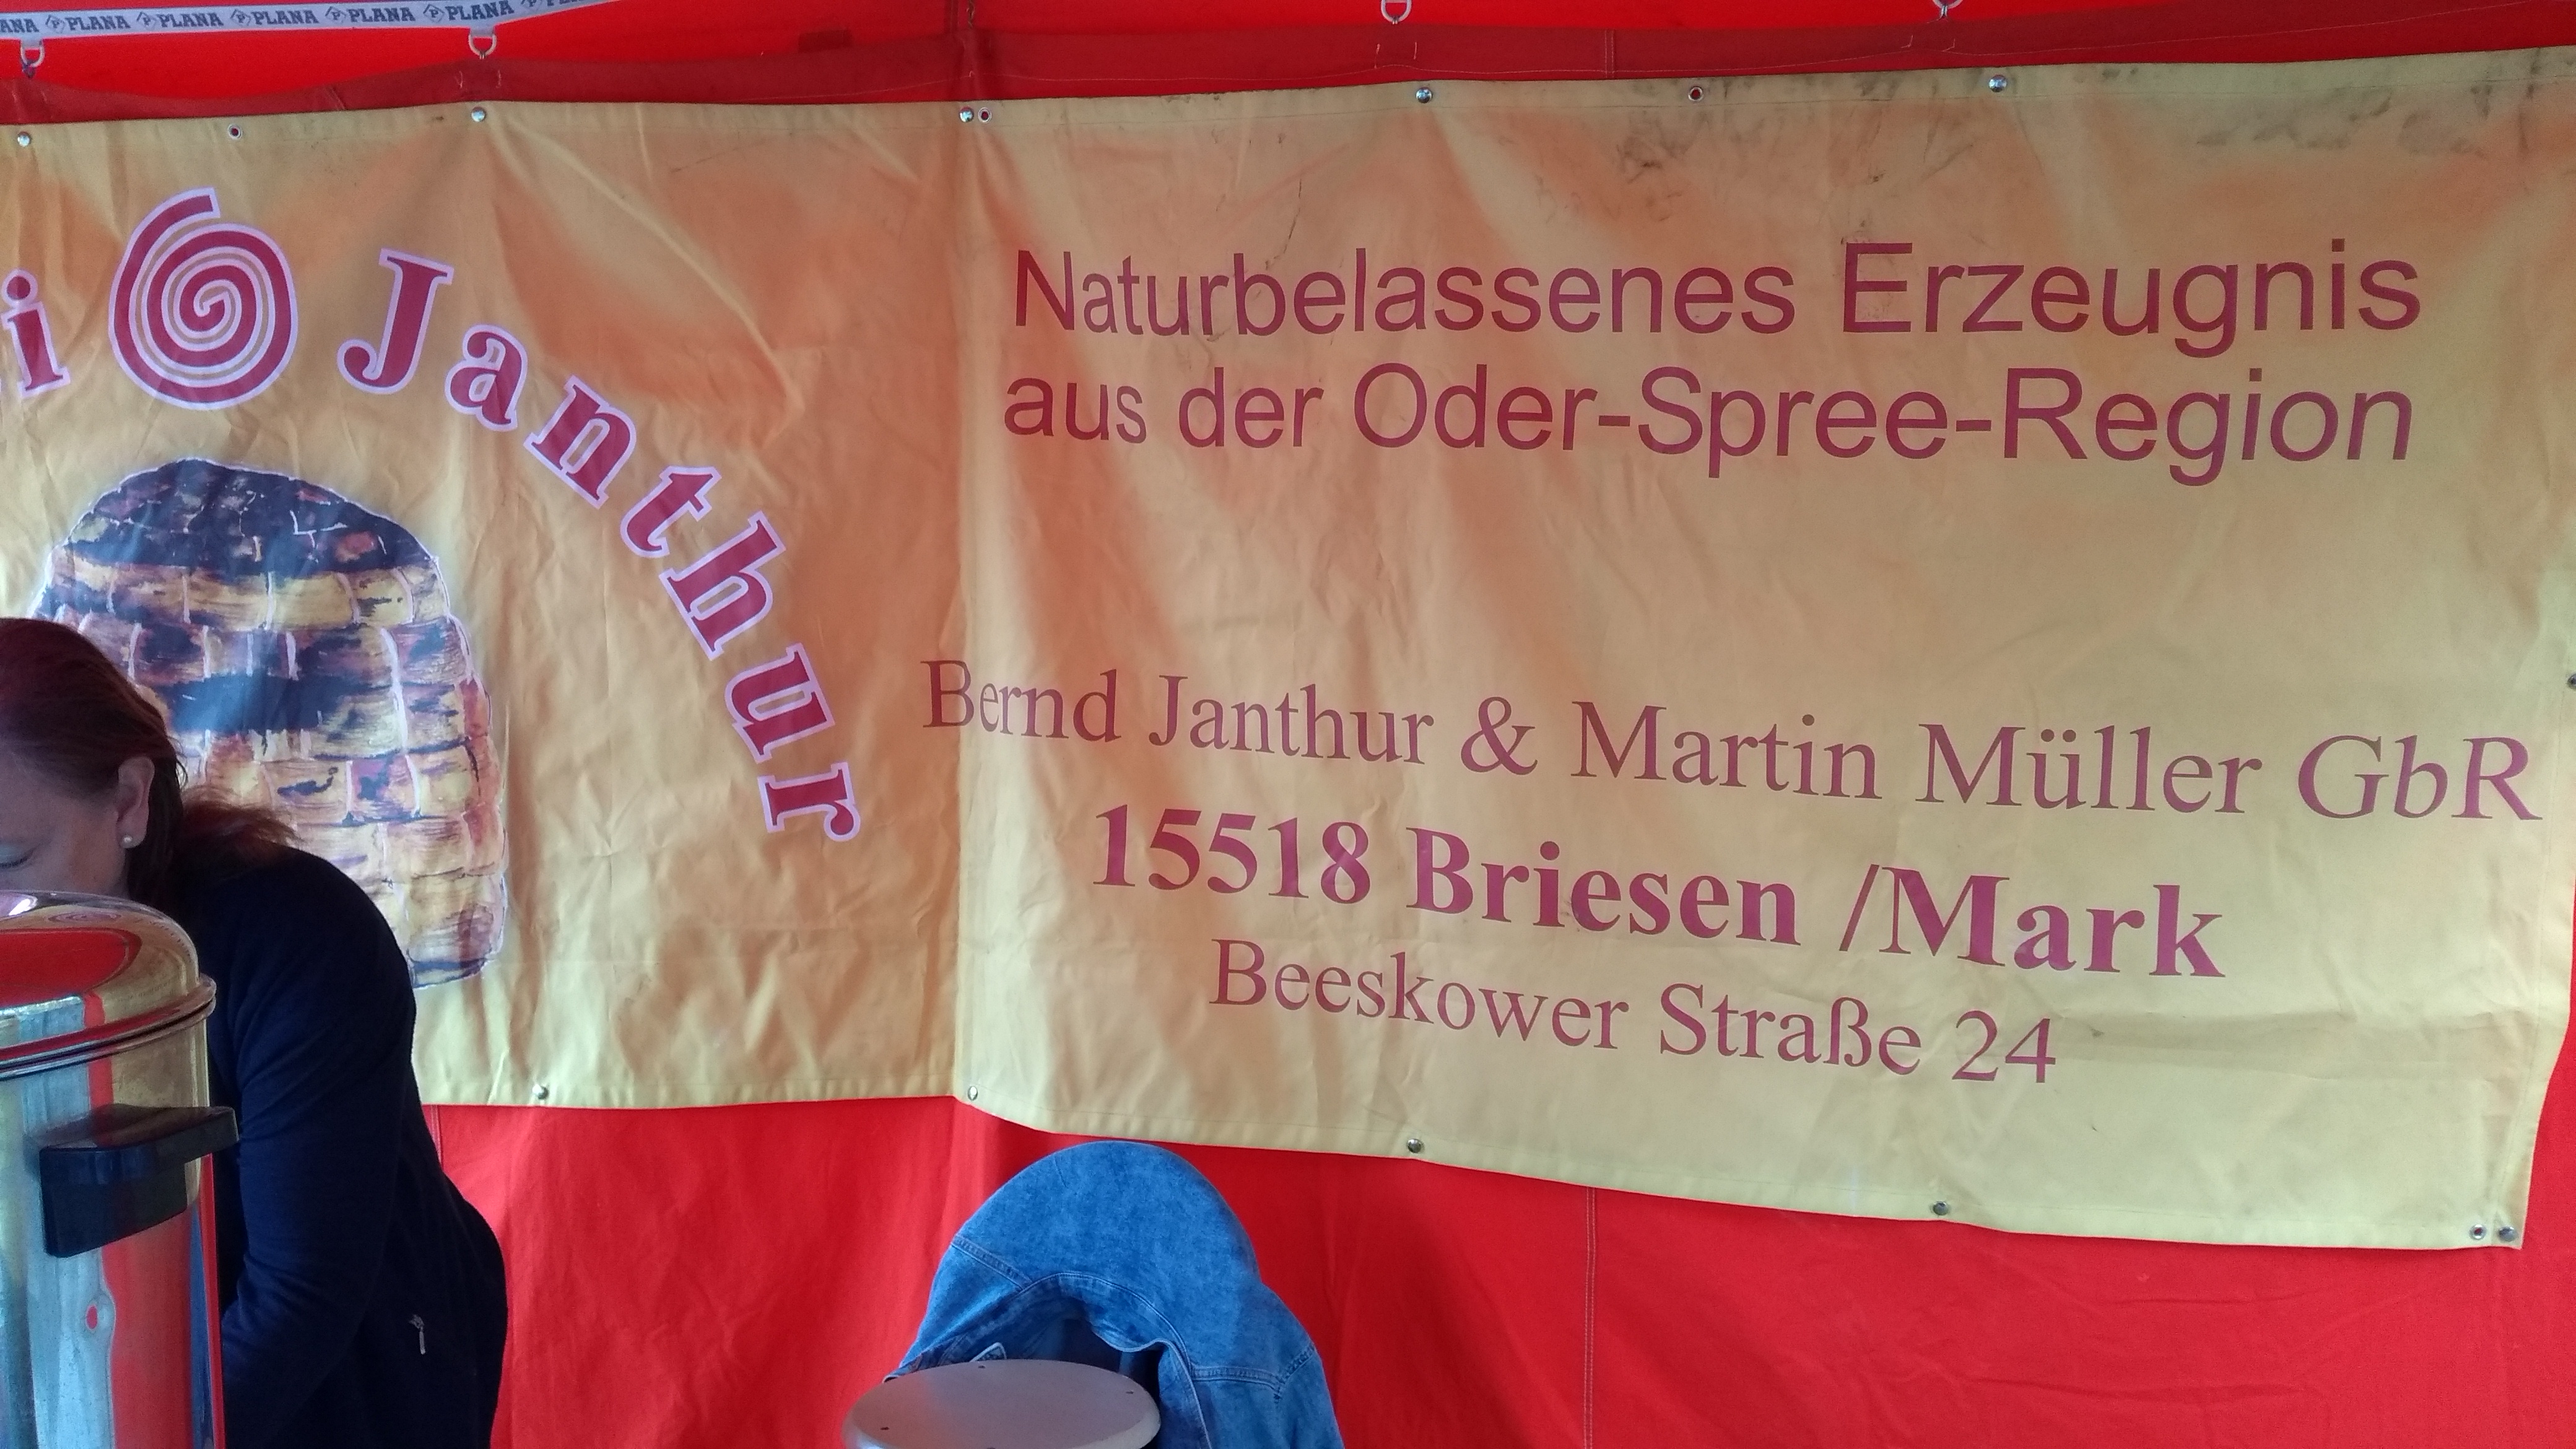 PLANA PLANA PLANA PLANA PLANA
Janthur
Naturbelassenes Erzeugnis
aus der Oder-Spree-Region
Bernd Janthur & Martin Müller GbR
15518 Briesen /Mark
Beeskower Straße 24